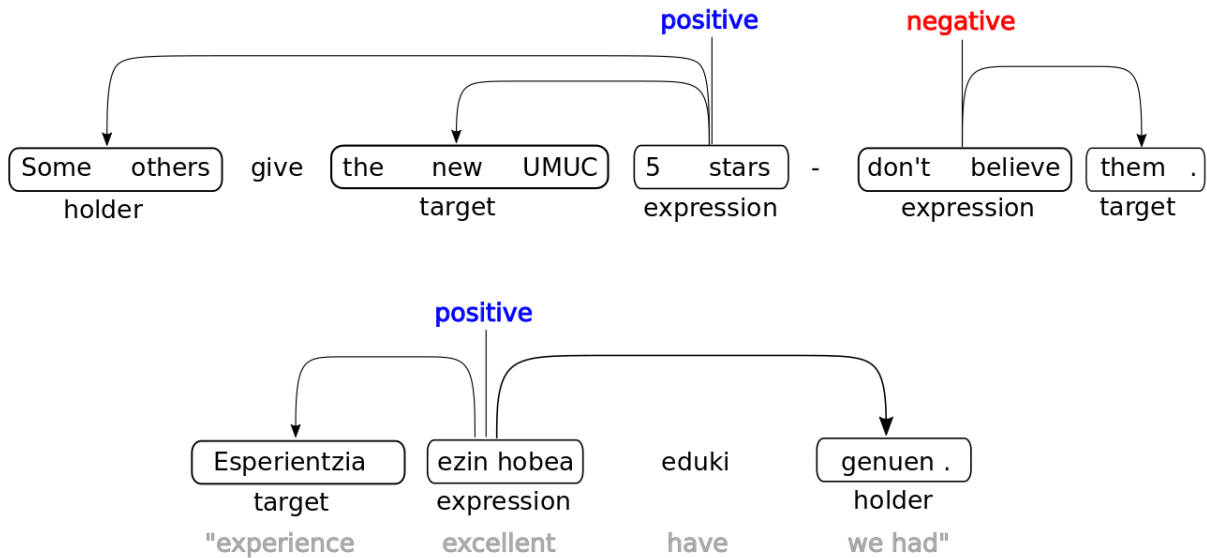 positive negative
Some others give the new UMUC 5 stars - don't believe them .
holder target expression expression target
positive
Esperientzia ezin hobea eduki genuen .
target expression holder
"experience excellent have we had"